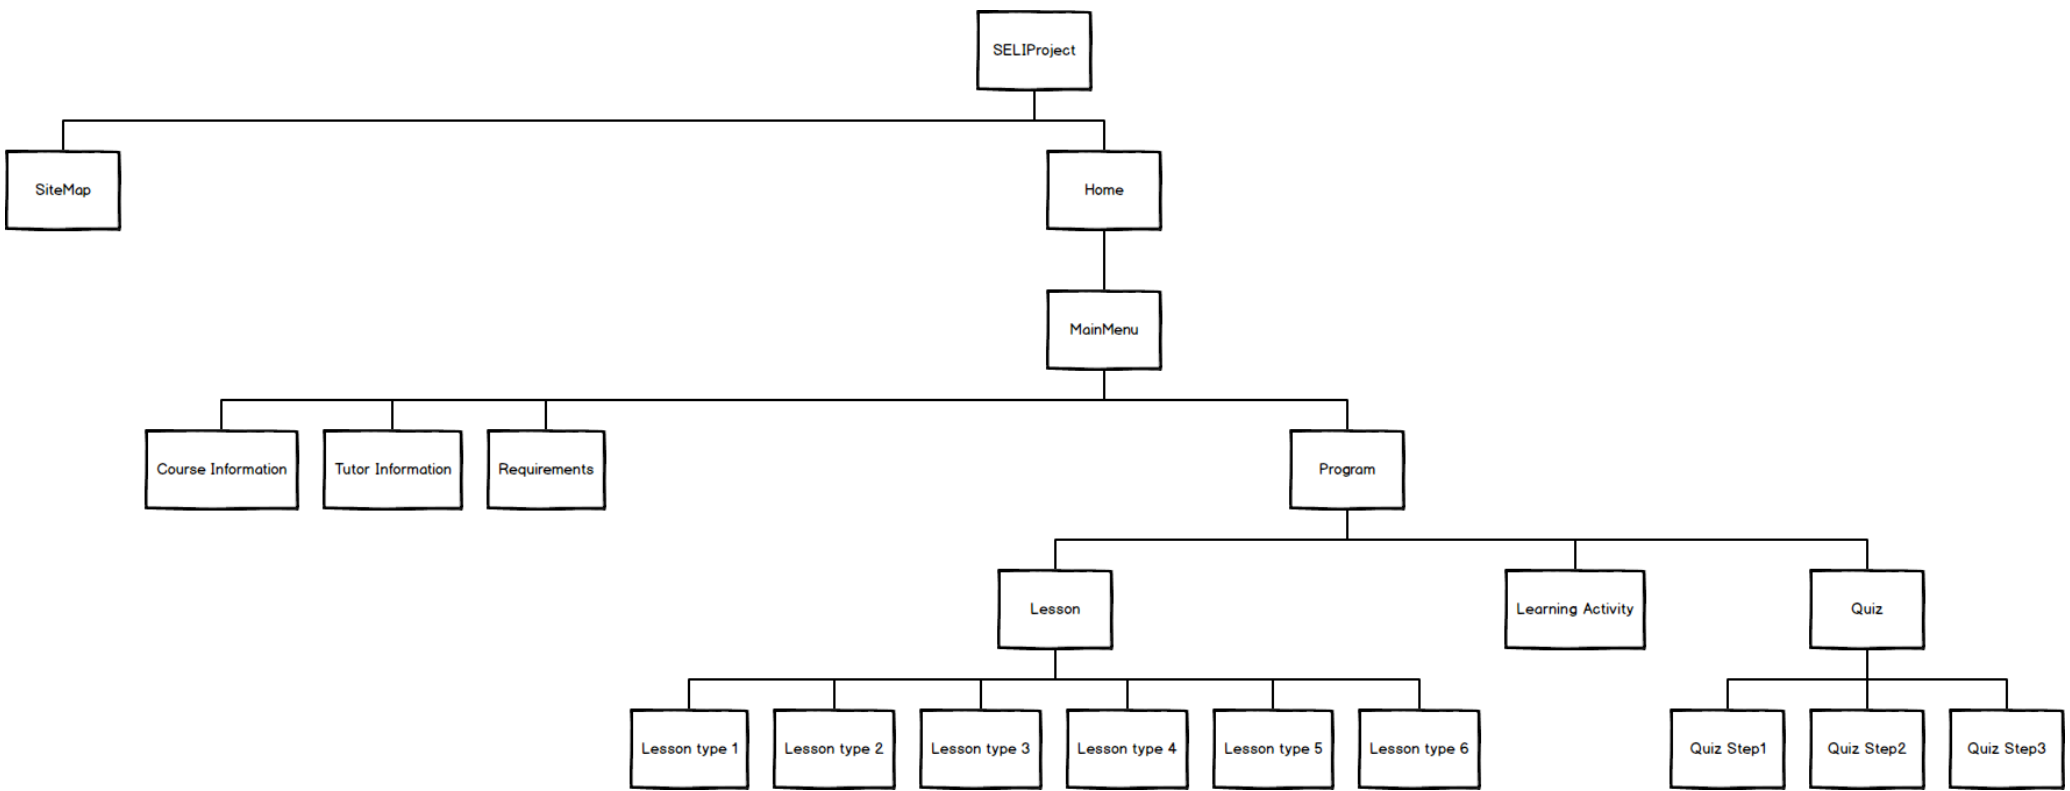 SELIProject
SiteMap
Home
MainMenu
Course Information
Tutor Information
Requirements
Program
Lesson
Learning Activity
Quiz
Lesson type 1
Lesson type 2
Lesson type 3
Lesson type 4
Lesson type 5
Lesson type 6
Quiz Step1
Quiz Step2
Quiz Step3